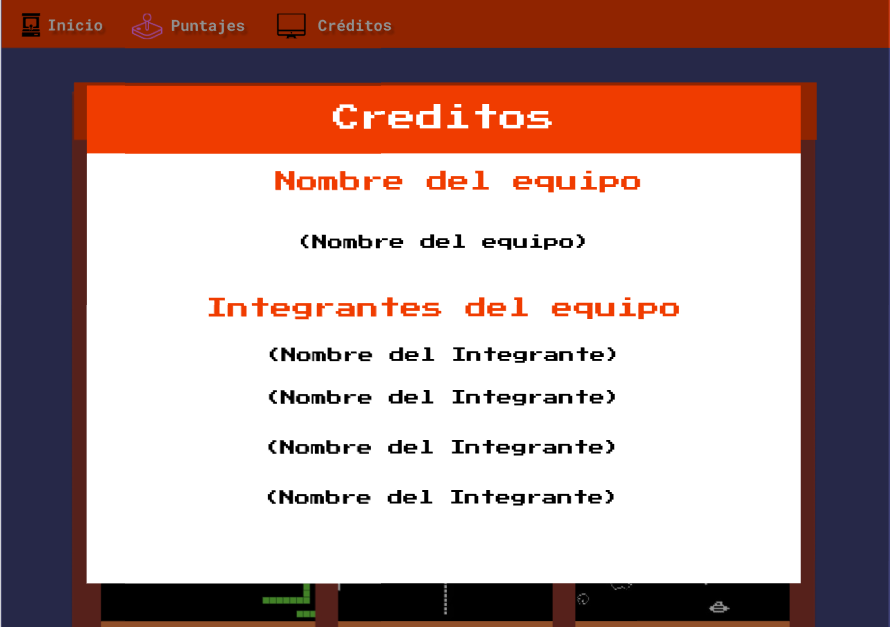 Inicio Puntajes Créditos
Creditos
Nombre del equipo
(Nombre del equipo)
Integrantes del equipo
(Nombre del Integrante)
(Nombre del Integrante)
(Nombre del Integrante)
(Nombre del Integrante)